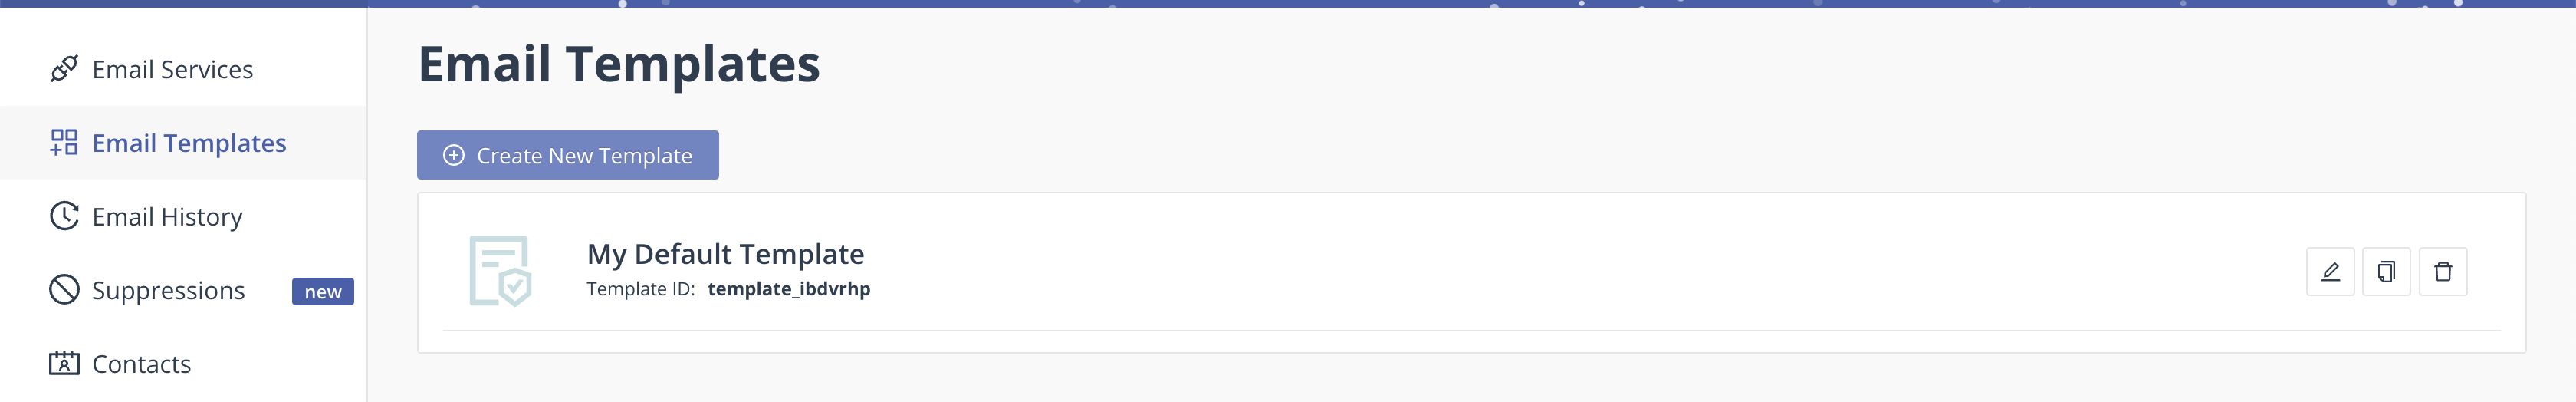 Email Services
Email Templates
Email History
Suppressions new
Contacts
Email Templates
Create New Template
My Default Template
Template ID: template_ibdvrhp